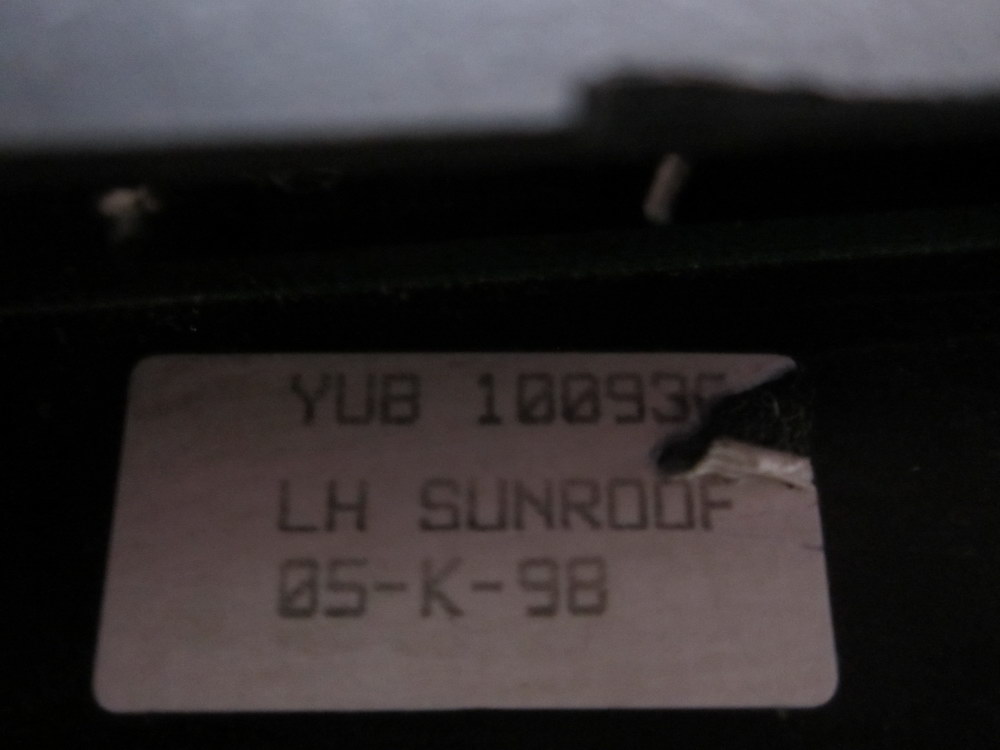 YUB
LH SUNROOF
05-K-98